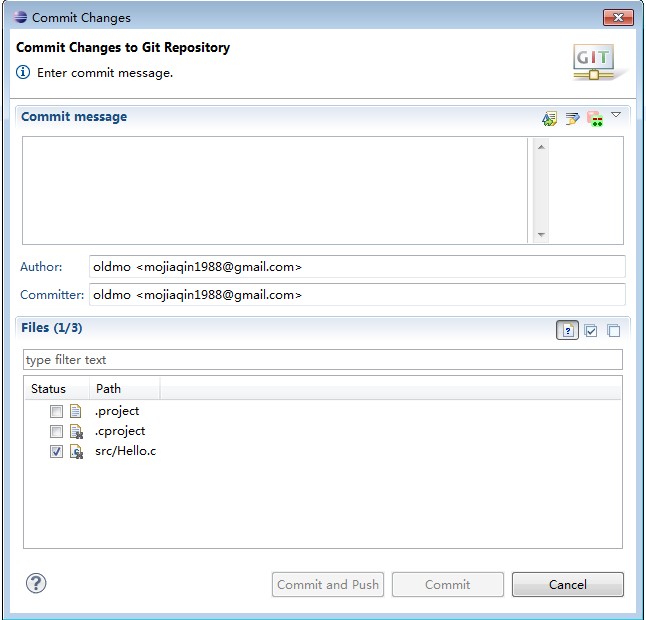 Commit Changes
Commit Changes to Git Repository
Enter commit message.
GIT
Commit message
Author: oldmo <mojiaqin1988@gmail.com>
Committer: oldmo <mojiaqin1988@gmail.com>
Files (1/3)
type filter text
Status Path
.project
.cproject
src/Hello.c
Commit and Push Commit Cancel